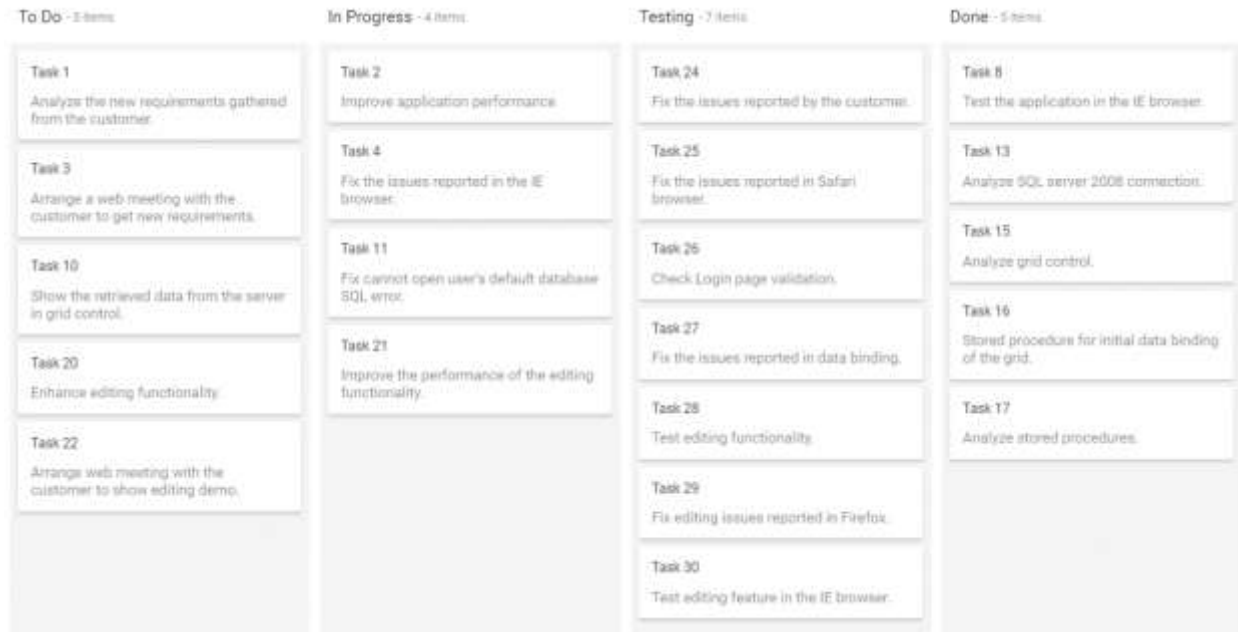 To Do - 5 items
Task 1
Analyze the new requirements gathered
from the customer.
Task 3
Arrange a web meeting with the
customer to get new requirements.
Task 10
Show the retrieved data from the server
in grid control.
Task 20
Enhance editing functionality.
Task 22
Arrange web meeting with the
customer to show editing demo.
In Progress - 4 items
Task 2
Improve application performance
Task 4
Fix the issues reported in the IE
browser.
Task 11
Fix cannot open user's default database
SQL error.
Task 21
Improve the performance of the editing
functionality.
Testing - 7 items
Task 24
Fix the issues reported by the customer.
Task 25
Fix the issues reported in Safari
browser.
Task 26
Check Login page validation.
Task 27
Fix the issues reported in data binding.
Task 28
Test editing functionality.
Task 29
Fix editing issues reported in Firefox.
Task 30
Test editing feature in the IE browser.
Done - 5 items
Task 8
Test the application in the IE browser.
Task 13
Analyze SQL server 2008 connection.
Task 15
Analyze grid control.
Task 16
Stored procedure for initial data binding
of the grid.
Task 17
Analyze stored procedures.